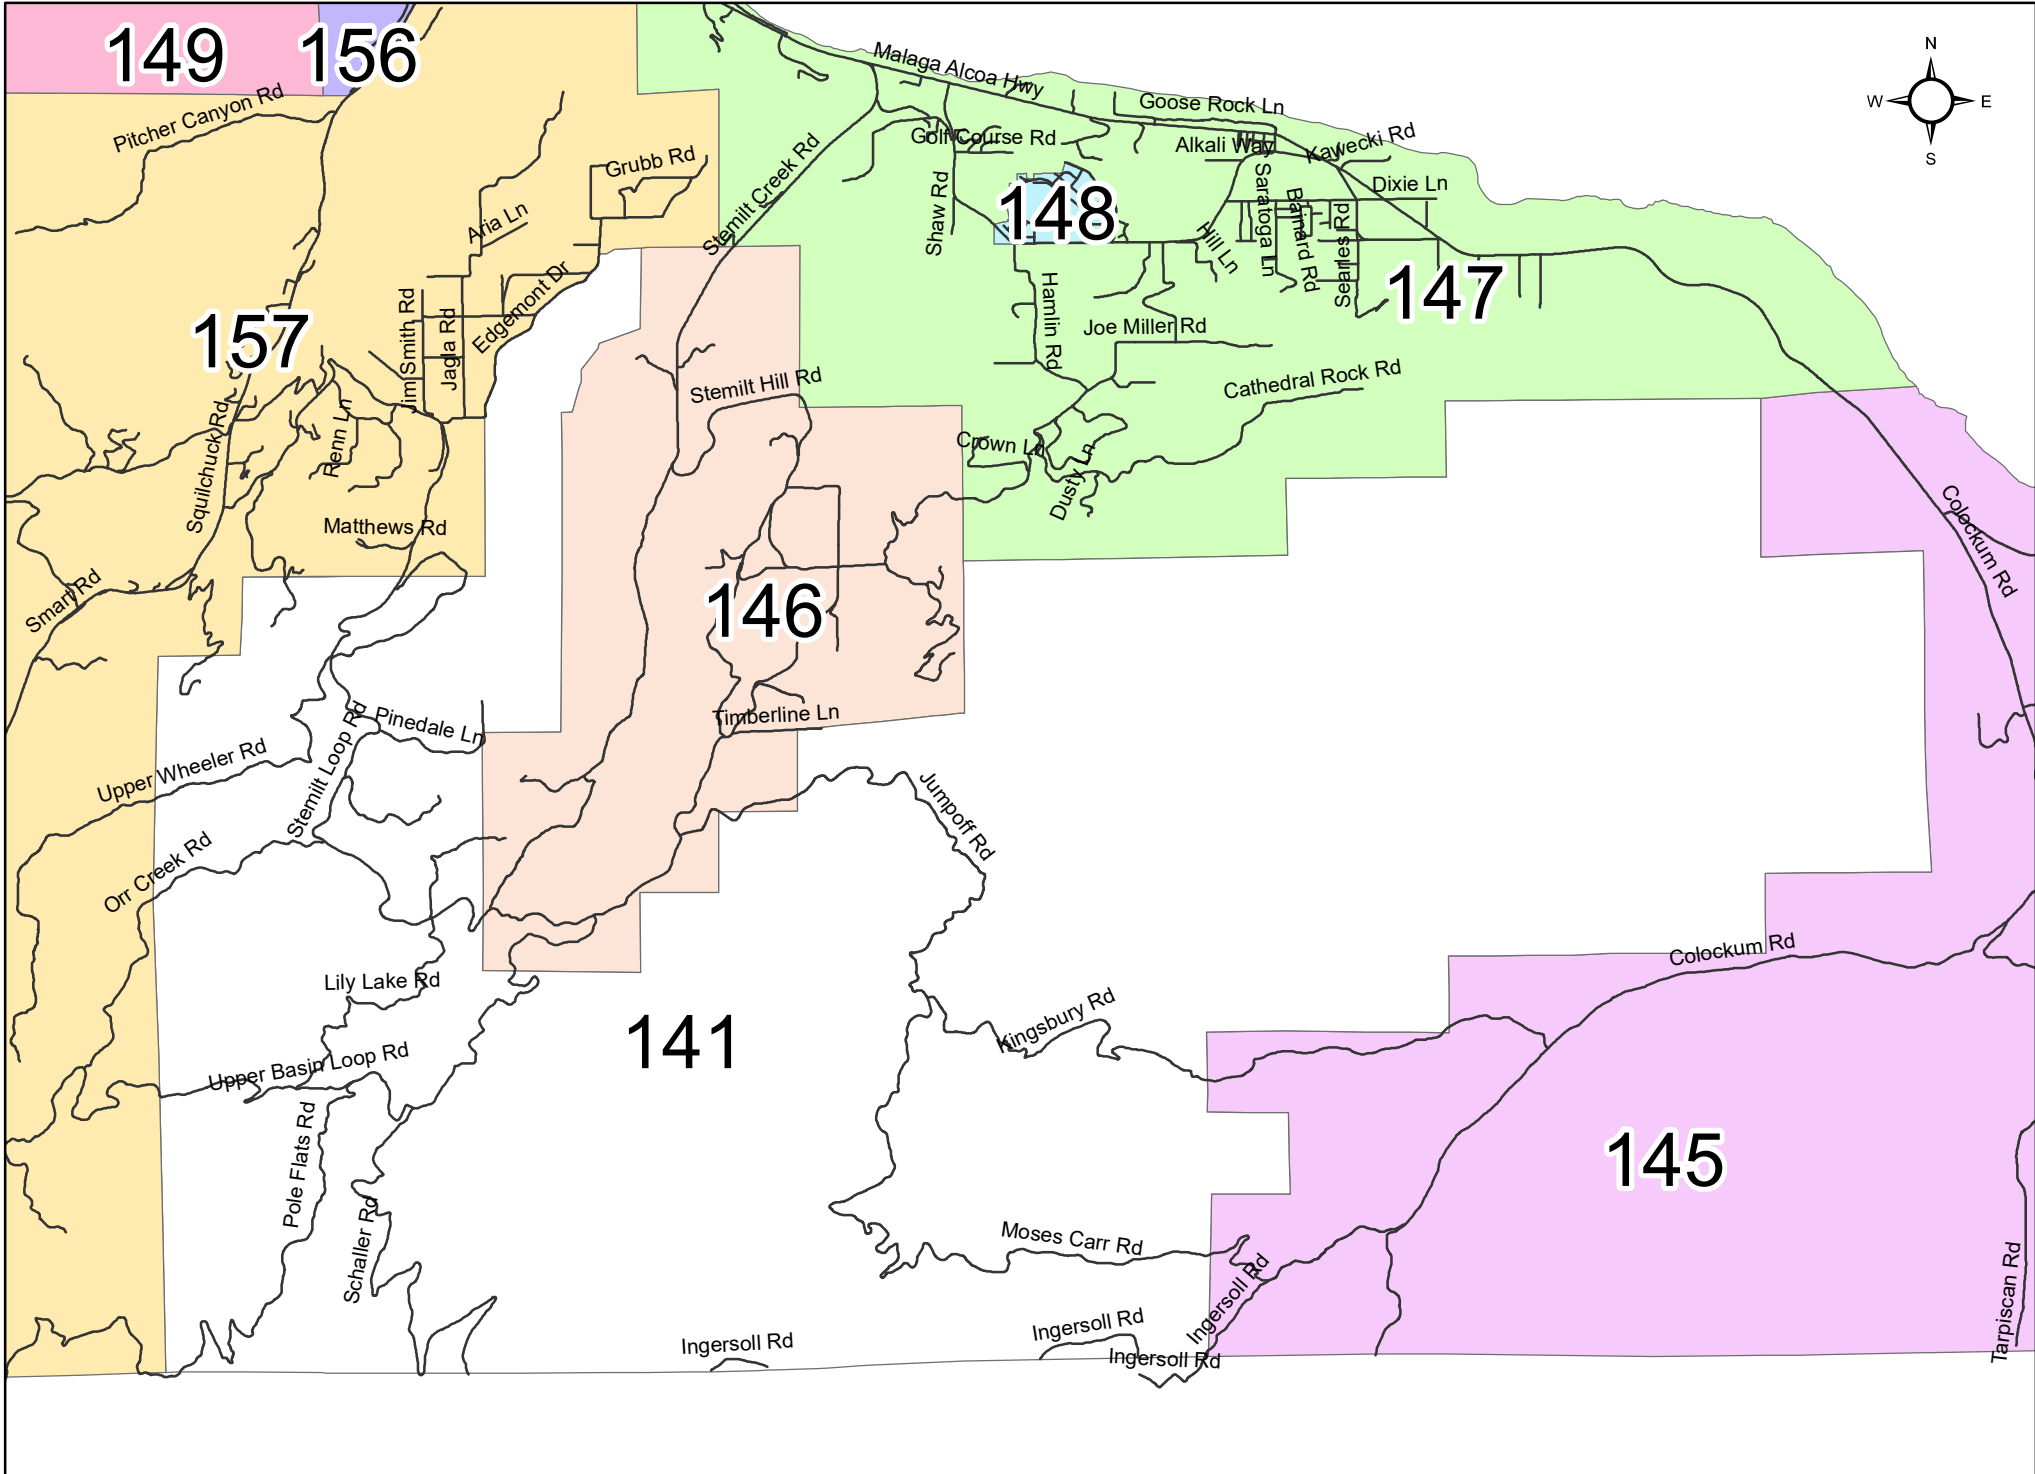 149
156
N
W
E
S
Malaga Alcoa Hwy
Goose Rock Ln
Pitcher Canyon Rd
Golf Course Rd
Alkali Way
Kawecki Rd
Grubb Rd
Stemilt Creek Rd
Shaw Rd
148
Saratoga Ln
Bainard Rd
Dixie Ln
Searles Rd
Aria Ln
Hill Ln
147
Edgemont Dr
Jim Smith Rd
Jagla Rd
157
Hamlin Rd
Joe Miller Rd
Stemilt Hill Rd
Cathedral Rock Rd
Renn Ln
Squilchuck Rd
Crown Ln
Dusty Ln
Matthews Rd
Colockum Rd
Smart Rd
146
Timberline Ln
Pinedale Ln
Stemilt Loop Rd
Upper Wheeler Rd
Jumpoff Rd
Orr Creek Rd
Colockum Rd
Lily Lake Rd
141
Kingsbury Rd
Upper Basin Loop Rd
Pole Flats Rd
145
Schaller Rd
Moses Carr Rd
Ingersoll Rd
Tarpiscan Rd
Ingersoll Rd
Ingersoll Rd
Ingersoll Rd